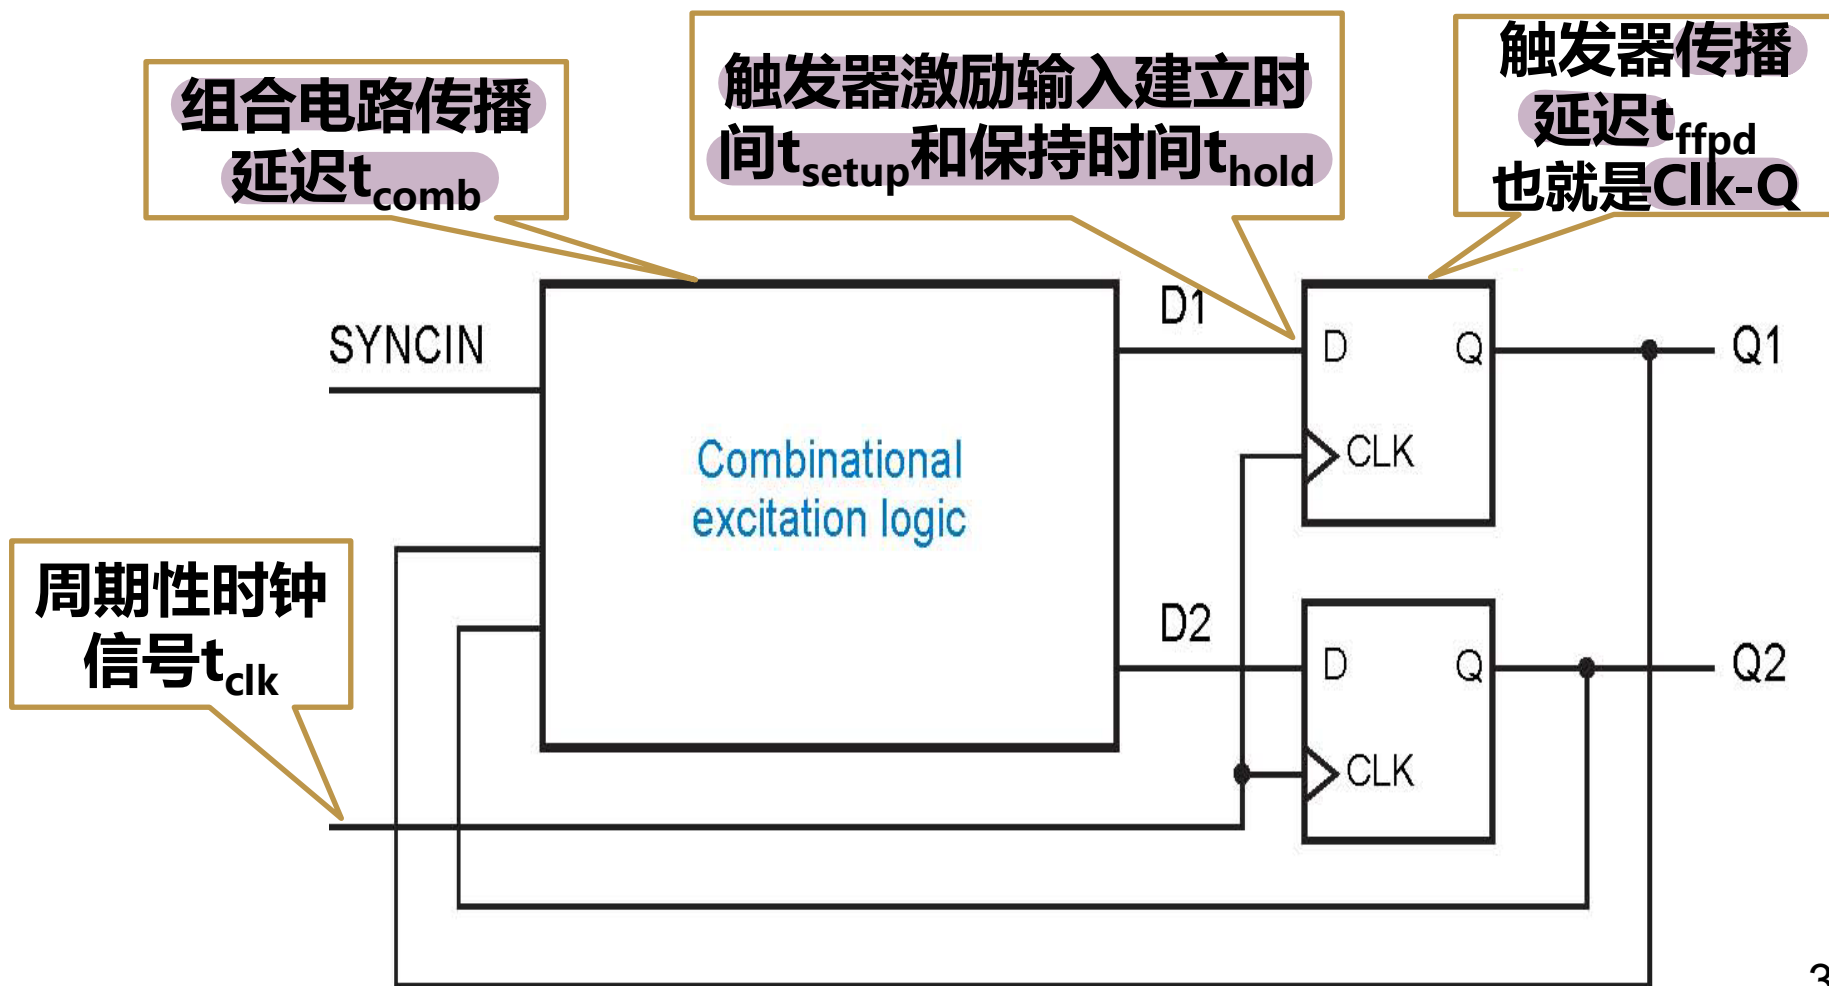 组合电路传播
延迟tcomb
触发器激励输入建立时
间tsetup和保持时间thold
触发器传播
延迟tffpd
也就是Clk-Q
SYNCIN
D1
D
Q
Q1
CLK
Combinational
excitation logic
周期性时钟
信号tclk
D2
D
Q
Q2
CLK
3